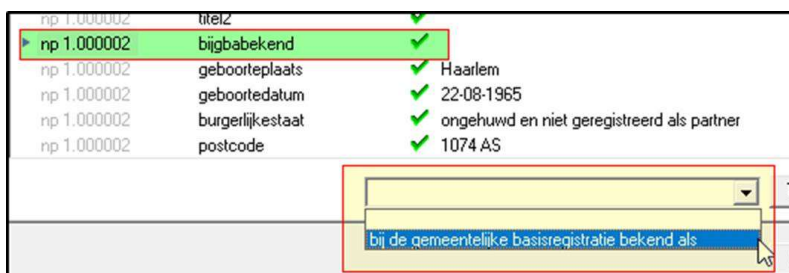 np 1.000002 titel2
np 1.000002 bijgbabekend
np 1.000002 geboorteplaats Haarlem
np 1.000002 geboortedatum 22-08-1965
np 1.000002 burgerlijkestaat ongehuwd en niet geregistreerd als partner
np 1.000002 postcode 1074 AS
bij de gemeentelijke basisregistratie bekend als